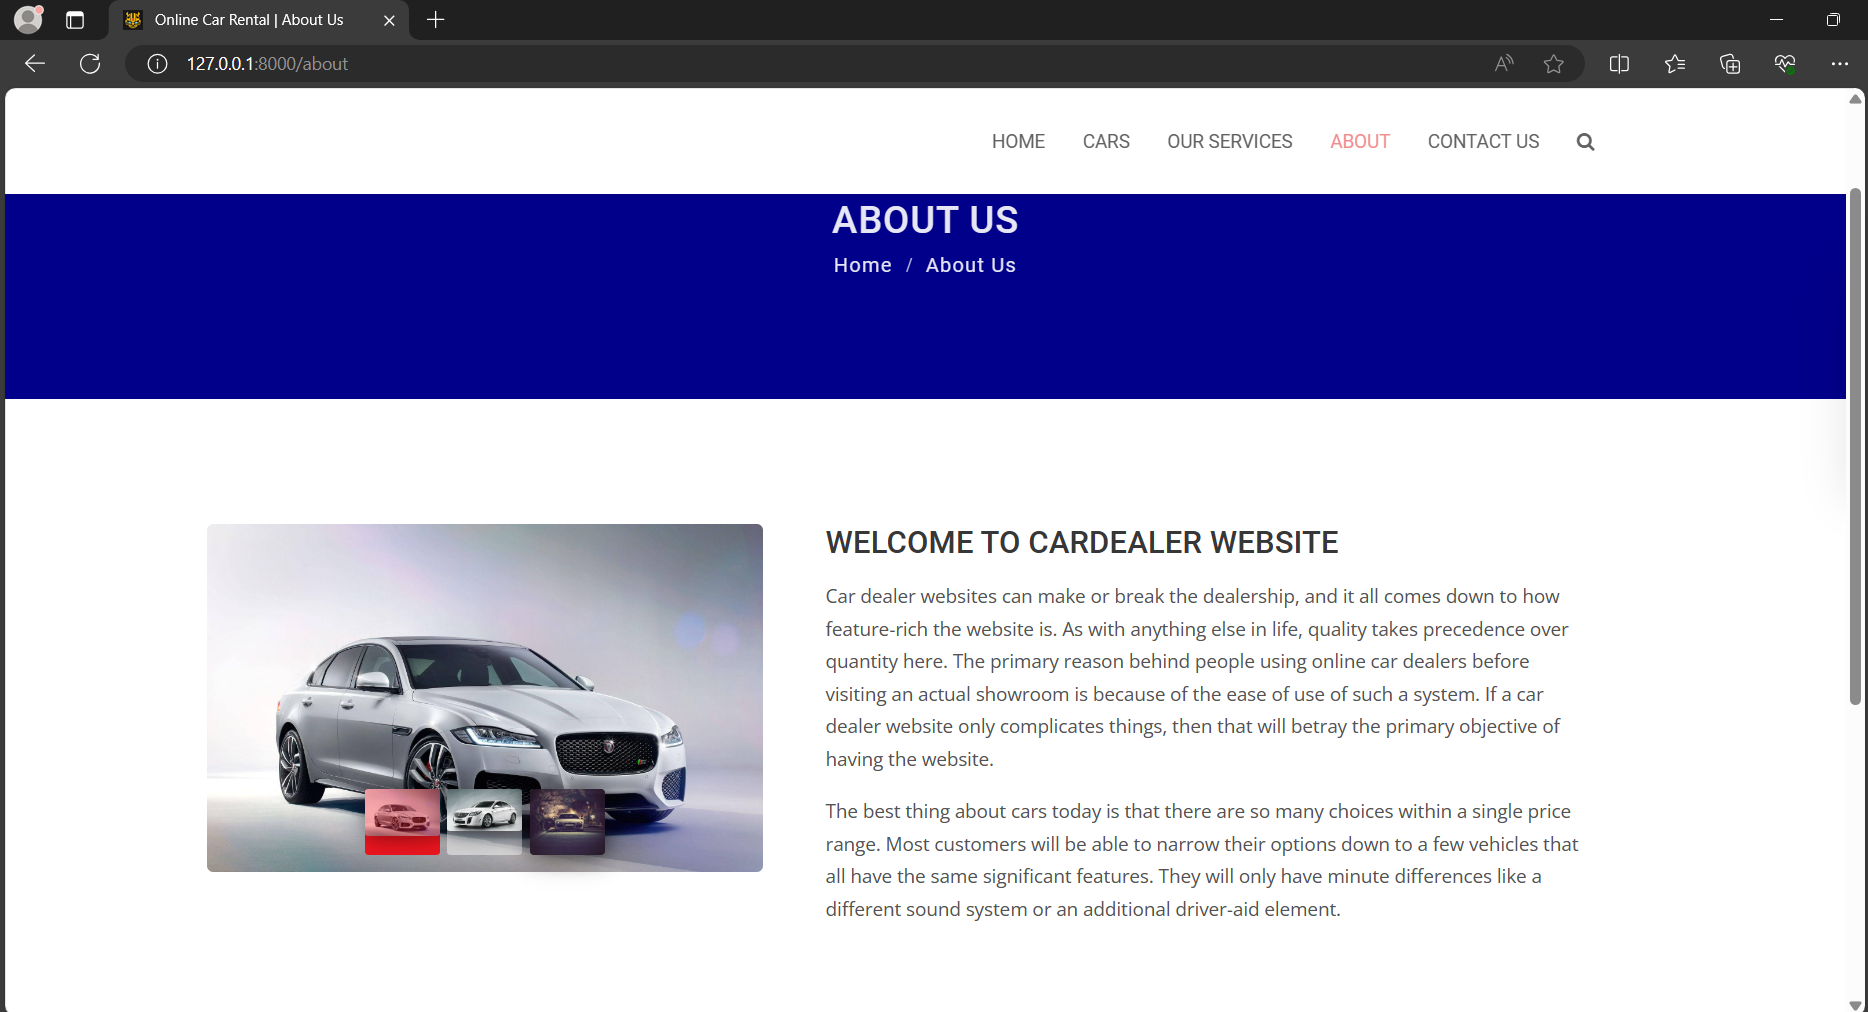 Online Car Rental | About Us
127.0.0.1:8000/about
HOME CARS OUR SERVICES ABOUT CONTACT US
ABOUT US
Home / About Us
WELCOME TO CARDEALER WEBSITE
Car dealer websites can make or break the dealership, and it all comes down to how
feature-rich the website is. As with anything else in life, quality takes precedence over
quantity here. The primary reason behind people using online car dealers before
visiting an actual showroom is because of the ease of use of such a system. If a car
dealer website only complicates things, then that will betray the primary objective of
having the website.
The best thing about cars today is that there are so many choices within a single price
range. Most customers will be able to narrow their options down to a few vehicles that
all have the same significant features. They will only have minute differences like a
different sound system or an additional driver-aid element.